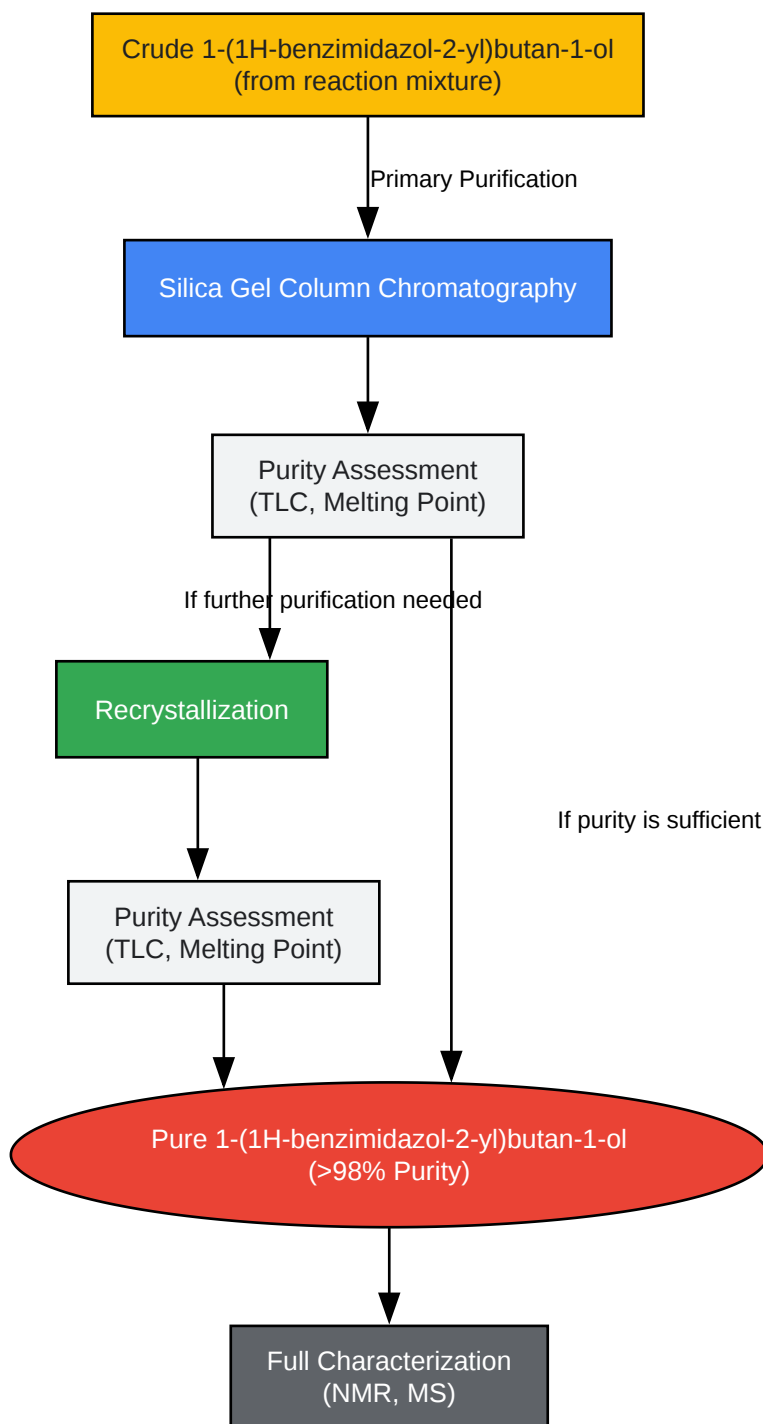 Crude 1-(1H-benzimidazol-2-yl)butan-1-ol
(from reaction mixture)
Primary Purification
Silica Gel Column Chromatography
Purity Assessment
(TLC, Melting Point)
If further purification needed
Recrystallization
If purity is sufficient
Purity Assessment
(TLC, Melting Point)
Pure 1-(1H-benzimidazol-2-yl)butan-1-ol
(>98% Purity)
Full Characterization
(NMR, MS)